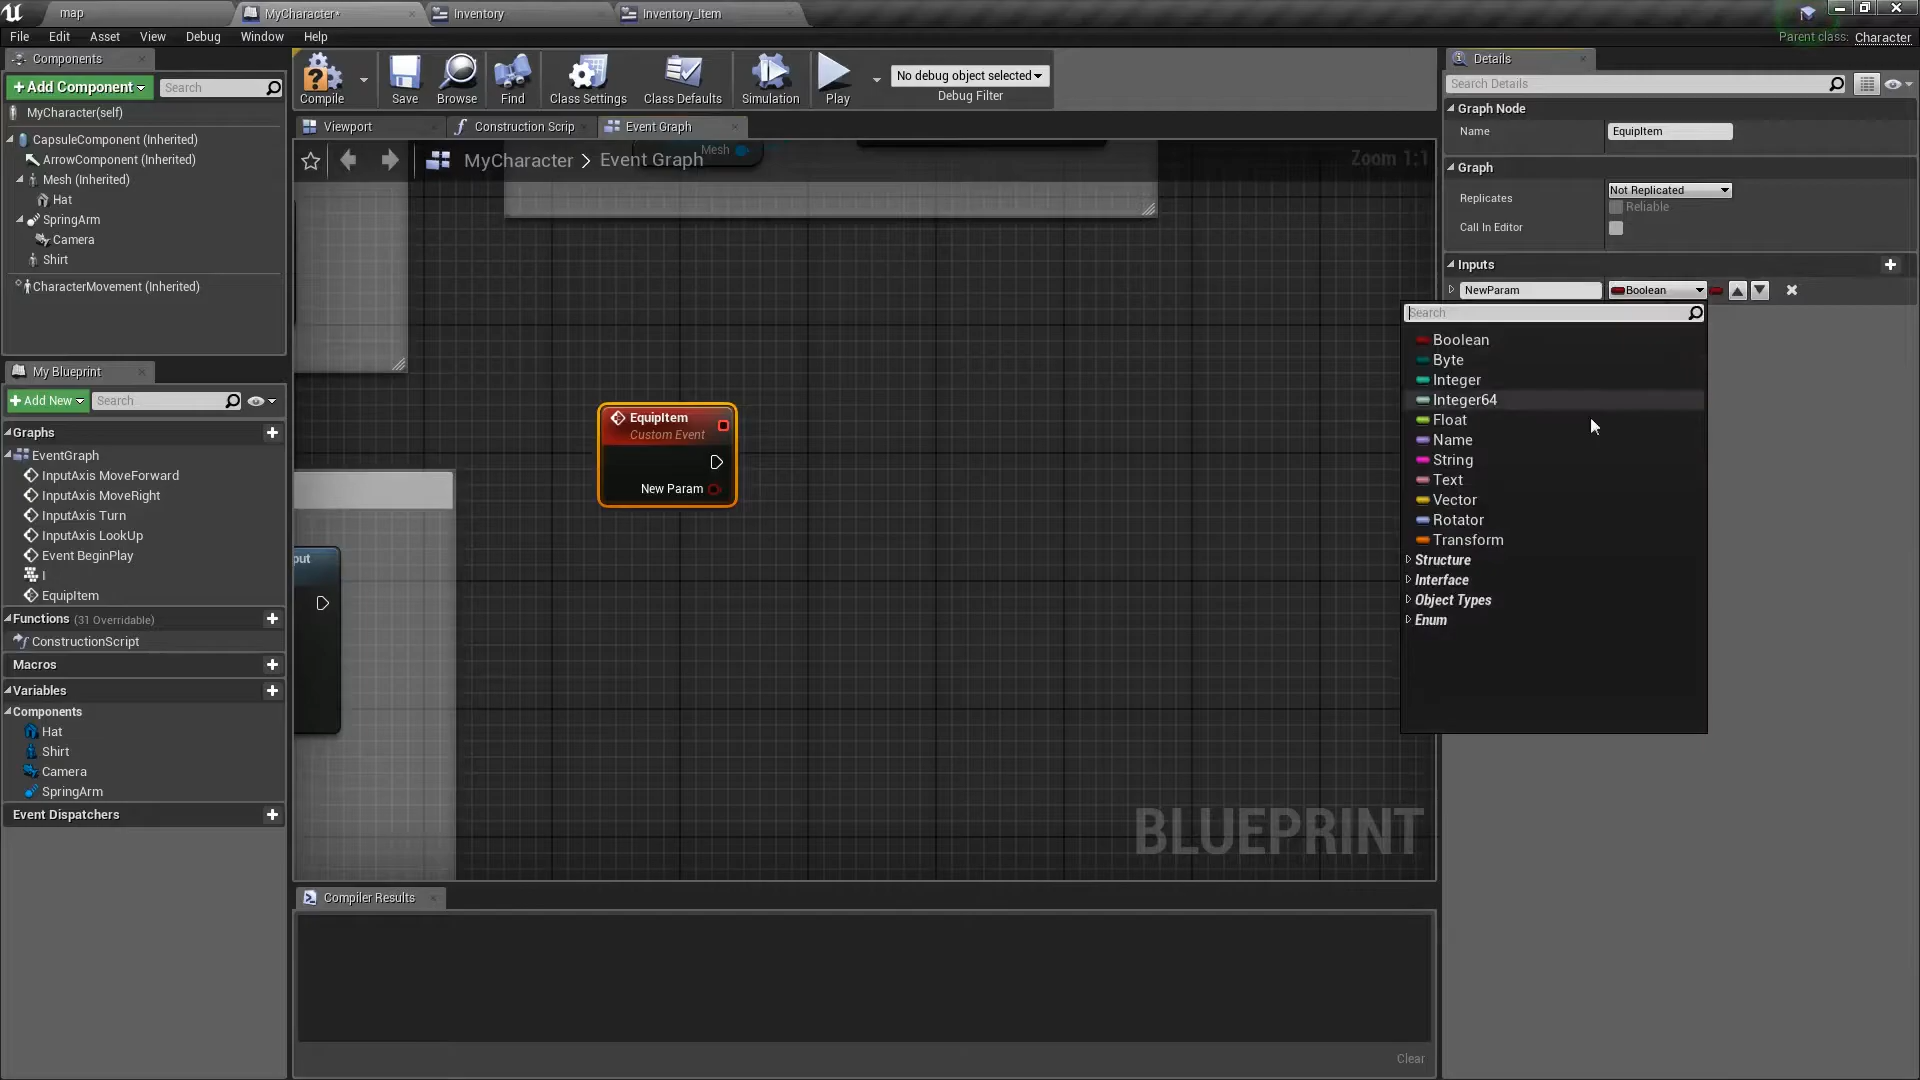 map
MyCharacter*
Inventory
Inventory_Item
File
Edit
Asset
View
Debug
Window
Help
Parent class: Character
Components
+Add Component
Search
MyCharacter(self)
CapsuleComponent (Inherited)
ArrowComponent (Inherited)
Mesh (Inherited)
Hat
SpringArm
Camera
Shirt
CharacterMovement (Inherited)
My Blueprint
+Add New
Search
Graphs
EventGraph
InputAxis MoveForward
InputAxis MoveRight
InputAxis Turn
InputAxis LookUp
Event BeginPlay
I
EquipItem
Functions (31 Overridable)
ConstructionScript
Macros
Variables
Components
Hat
Shirt
Camera
SpringArm
Event Dispatchers
Compile
Save
Browse
Find
Class Settings
Class Defaults
Simulation
Play
No debug object selected
Debug Filter
Viewport
Construction Scrip
Event Graph
MyCharacter > Event Graph
Mesh
Zoom 1:1
put
EquipItem
Custom Event
New Param
BLUEPRINT
Compiler Results
Clear
Details
Search Details
Graph Node
Name
EquipItem
Graph
Replicates
Not Replicated
Reliable
Call In Editor
Inputs
NewParam
Boolean
Search
Boolean
Byte
Integer
Integer64
Float
Name
String
Text
Vector
Rotator
Transform
Structure
Interface
Object Types
Enum